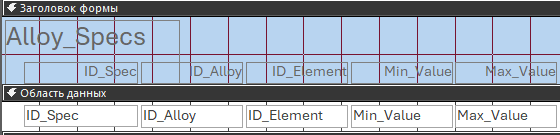 Заголовок формы
Alloy_Specs
ID_Spec ID_Alloy ID_Element Min_Value Max_Value
Область данных
ID_Spec ID_Alloy ID_Element Min_Value Max_Value